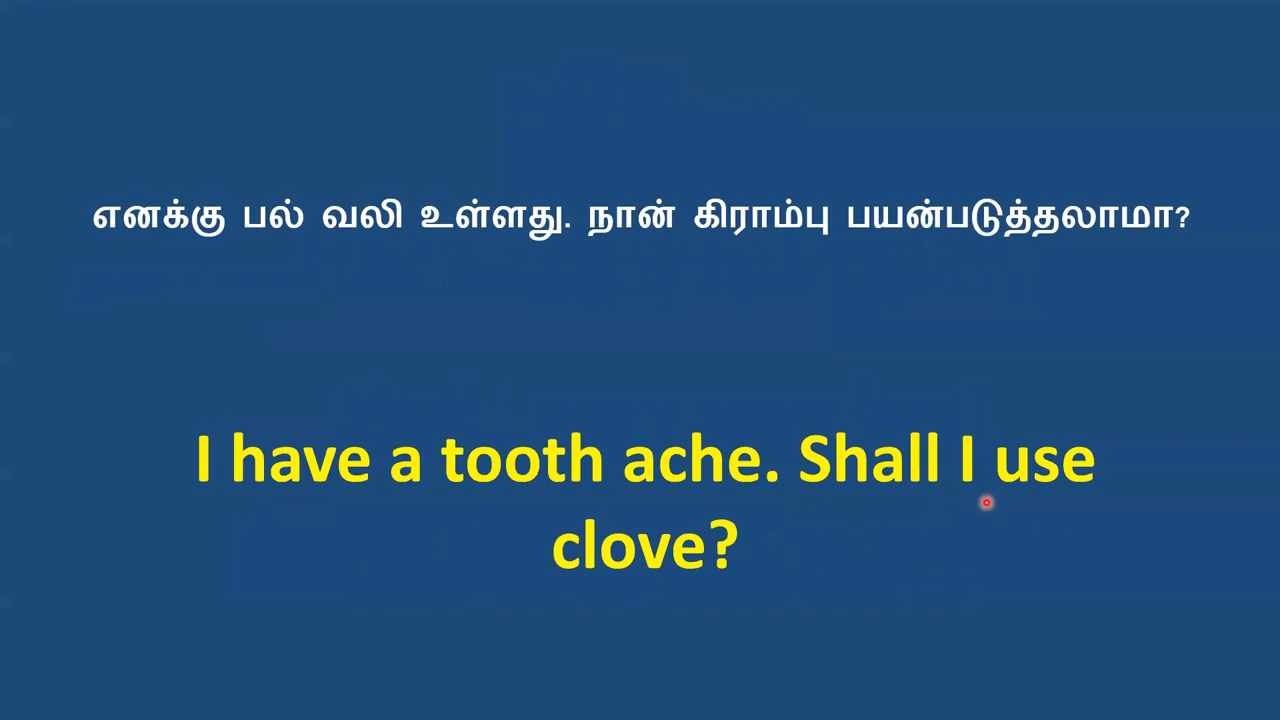 எனக்கு பல் வலி உள்ளது. நான் கிராம்பு பயன்படுத்தலாமா?
I have a tooth ache. Shall I use
clove?